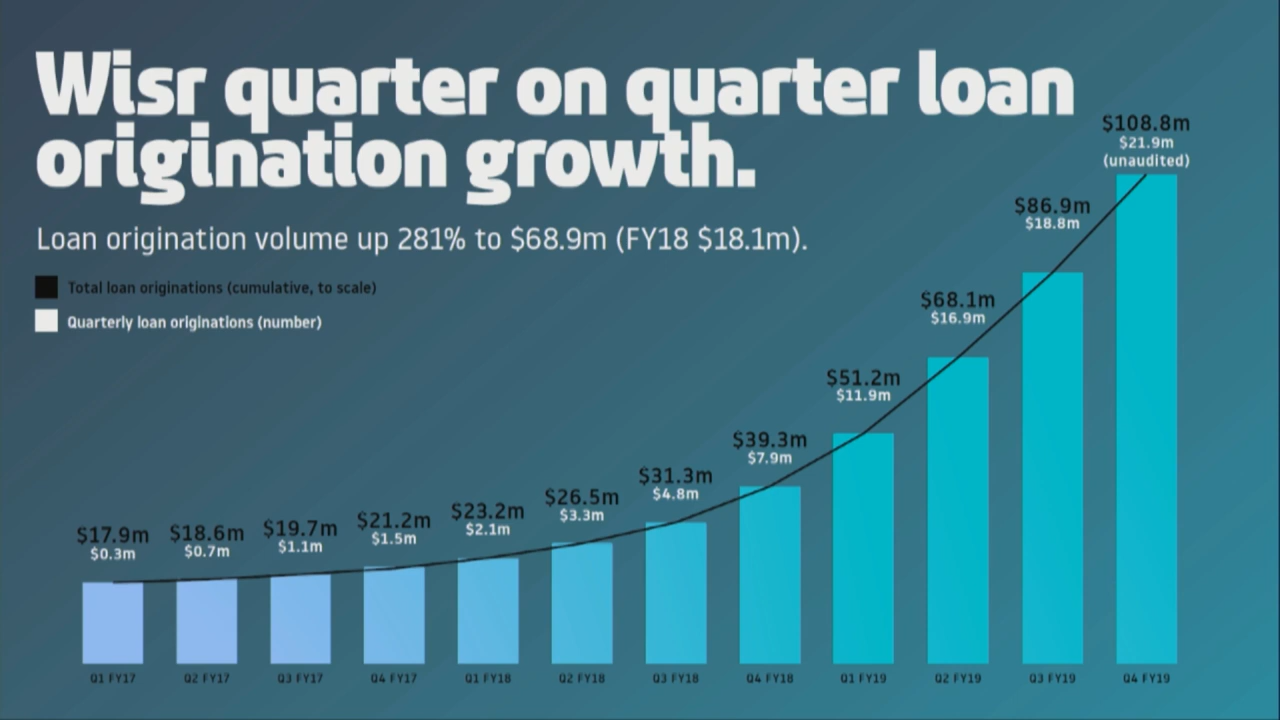 Wisr quarter on quarter loan
origination growth.
Loan origination volume up 281% to $68.9m (FY18 $18.1m).
Total loan originations (cumulative, to scale)
Quarterly loan originations (number)
$17.9m
$0.3m
$18.6m
$0.7m
$19.7m
$1.1m
$21.2m
$1.5m
$23.2m
$2.1m
$26.5m
$3.3m
$31.3m
$4.8m
$39.3m
$7.9m
$51.2m
$11.9m
$68.1m
$16.9m
$86.9m
$18.8m
$108.8m
$21.9m
(unaudited)
Q1 FY17
Q2 FY17
Q3 FY17
Q4 FY17
Q1 FY18
Q2 FY18
Q3 FY18
Q4 FY18
Q1 FY19
Q2 FY19
Q3 FY19
Q4 FY19